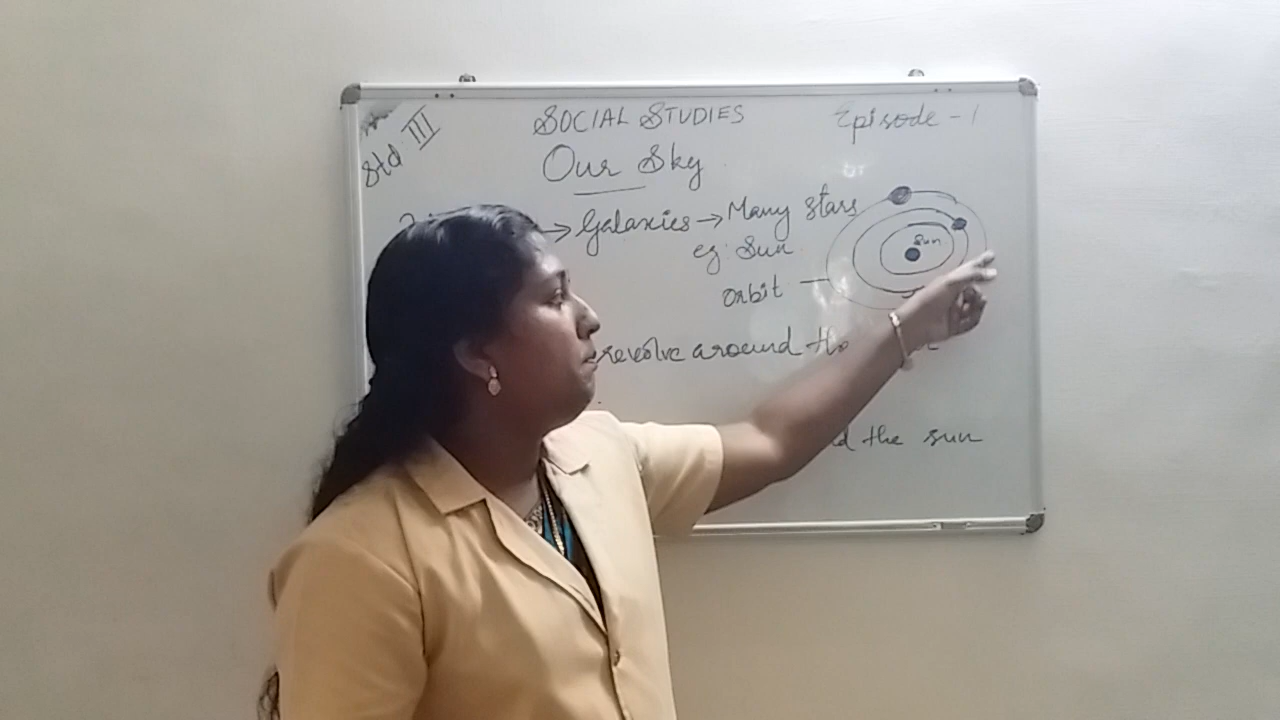 Std III
SOCIAL STUDIES
Episode - 1
Our Sky
→ Galaxies → Many stars
eg Sun
Sun
Orbit
revolve around
the sun